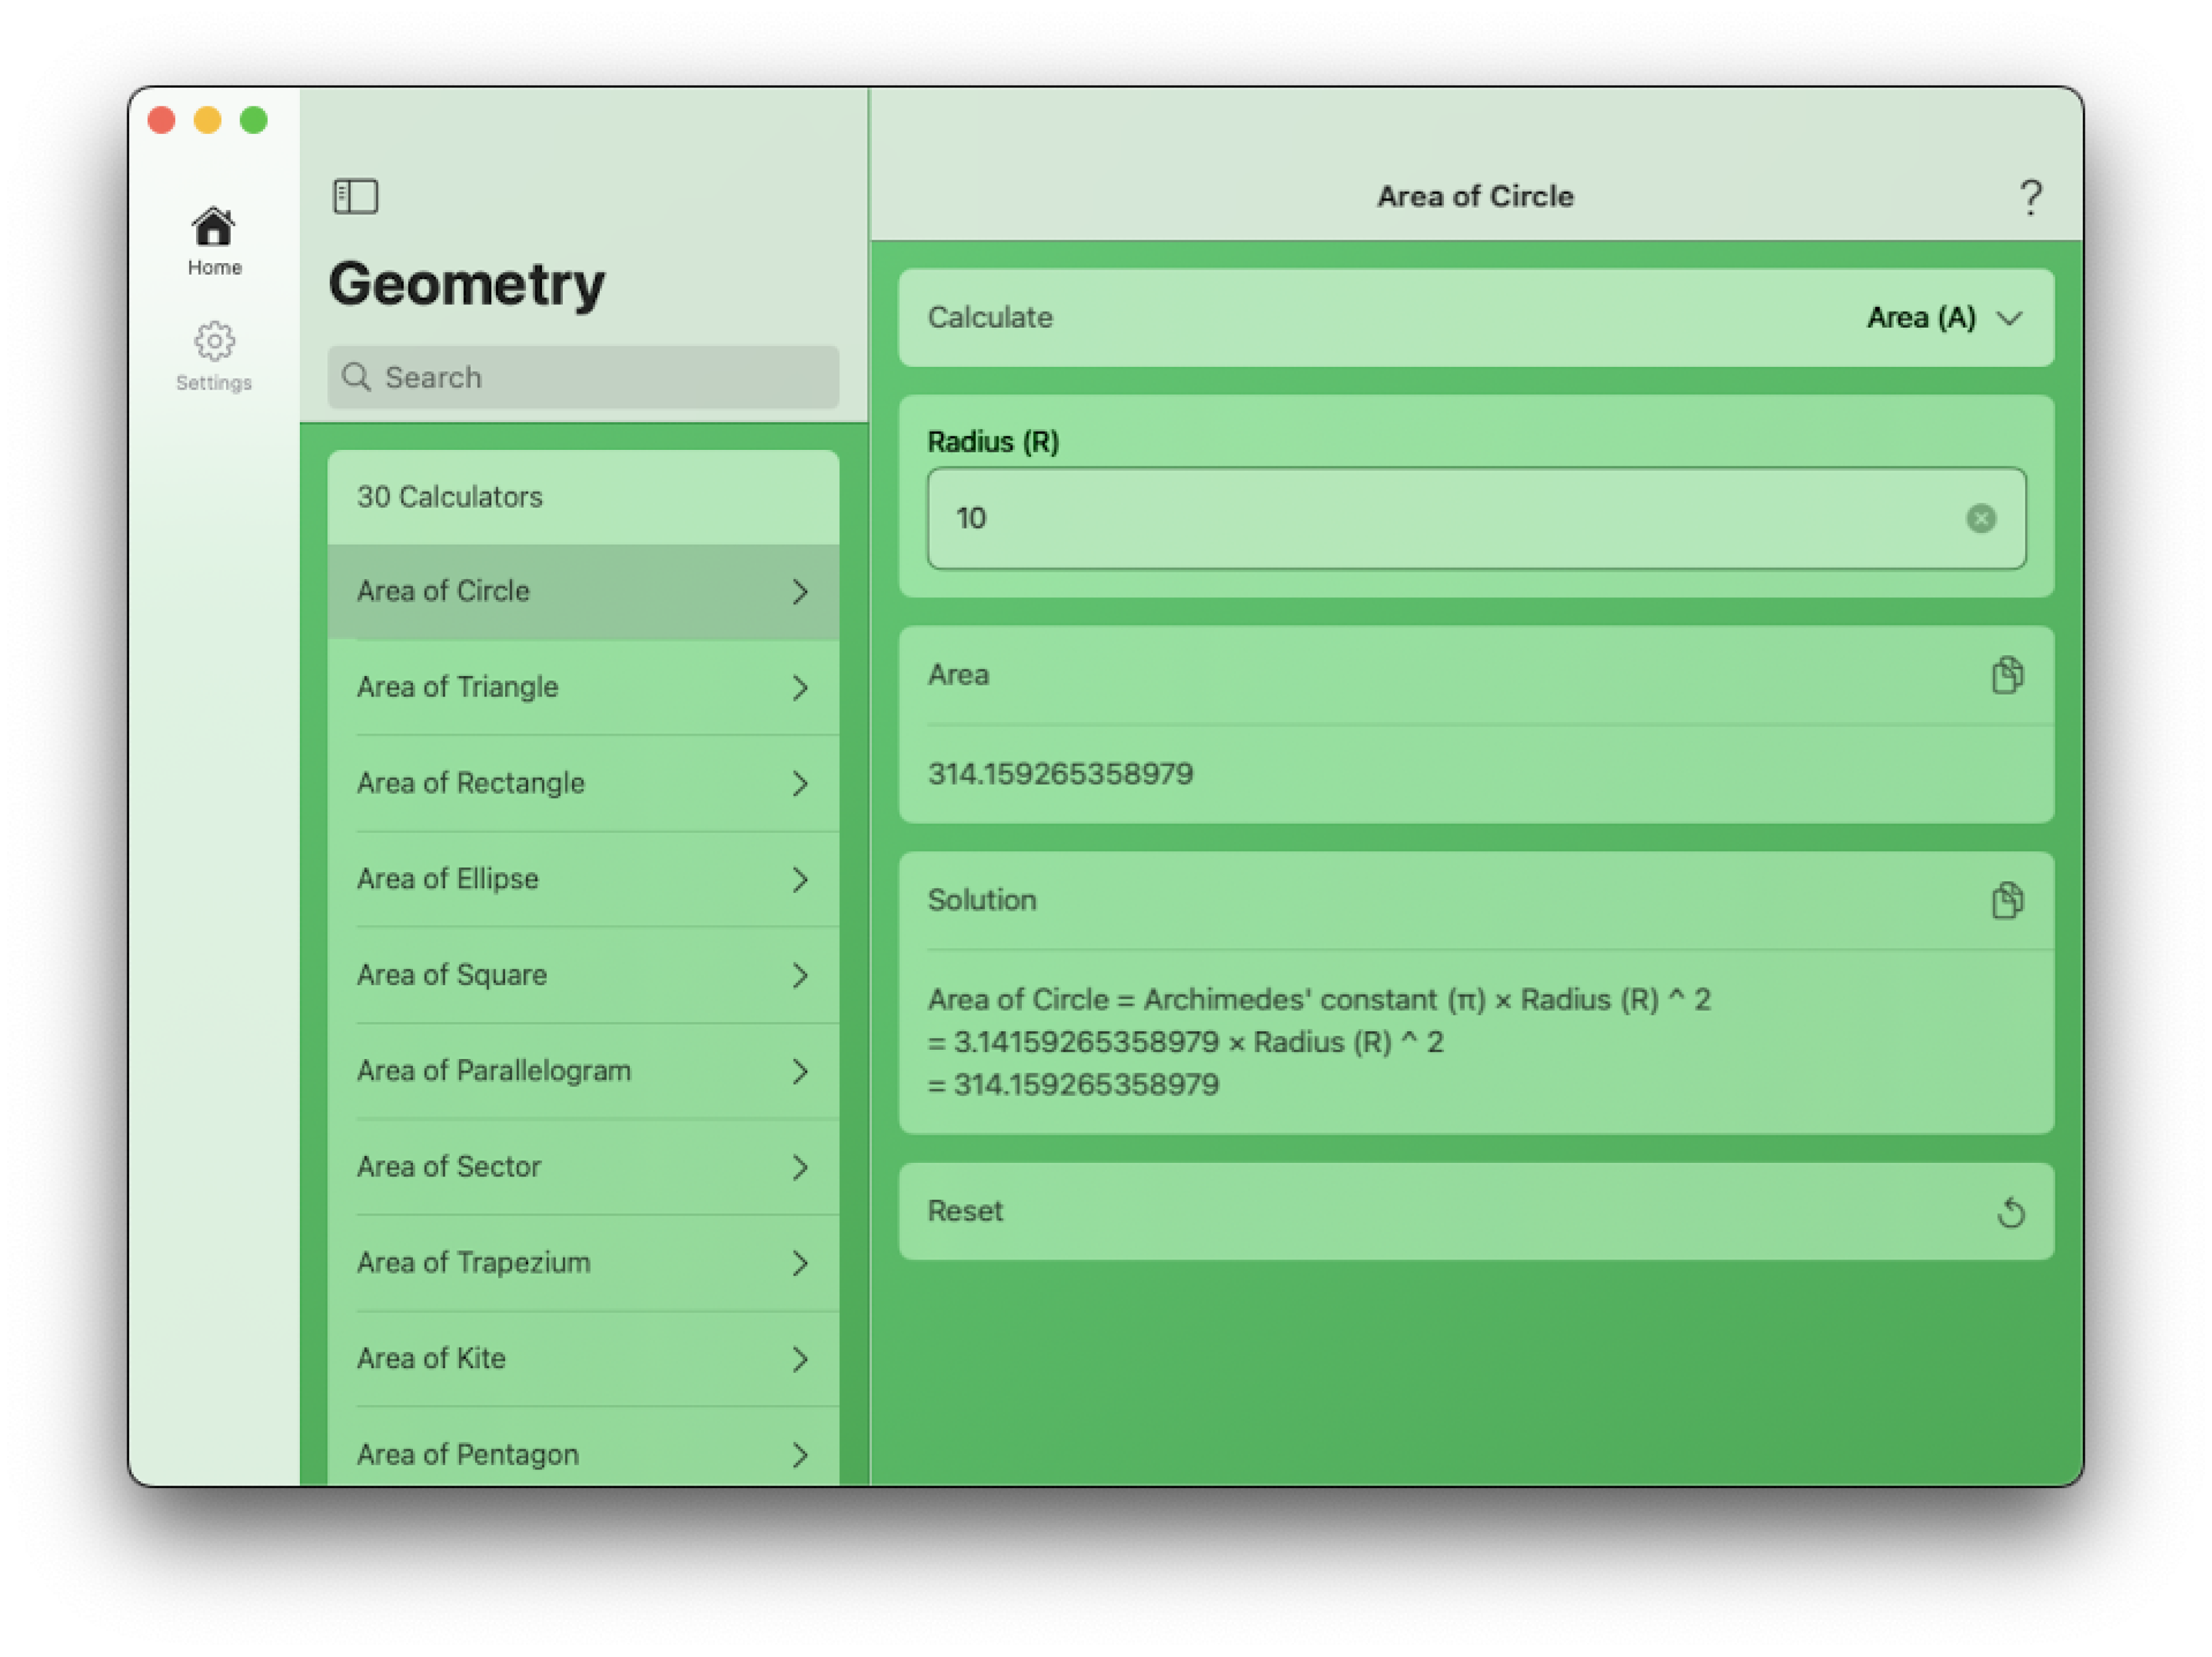 Home
Settings
Geometry
Search
30 Calculators
Area of Circle
Area of Triangle
Area of Rectangle
Area of Ellipse
Area of Square
Area of Parallelogram
Area of Sector
Area of Trapezium
Area of Kite
Area of Pentagon
Area of Circle
?
Calculate
Area (A)
Radius (R)
10
Area
314.159265358979
Solution
Area of Circle = Archimedes' constant (π) × Radius (R) ^ 2
= 3.14159265358979 × Radius (R) ^ 2
= 314.159265358979
Reset